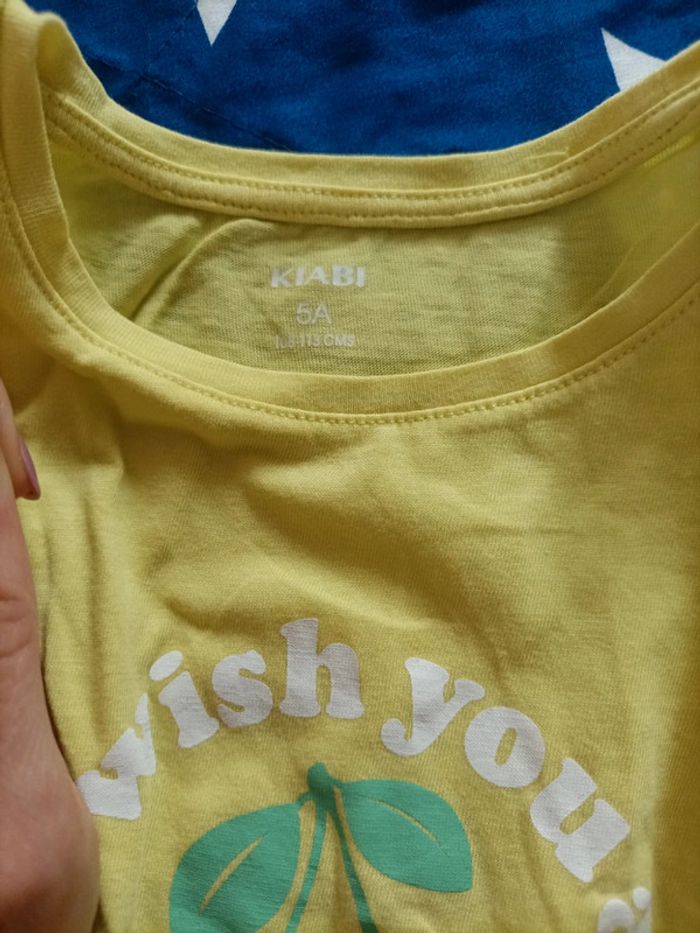 KIABI
5A
108-113 CMS
wish you